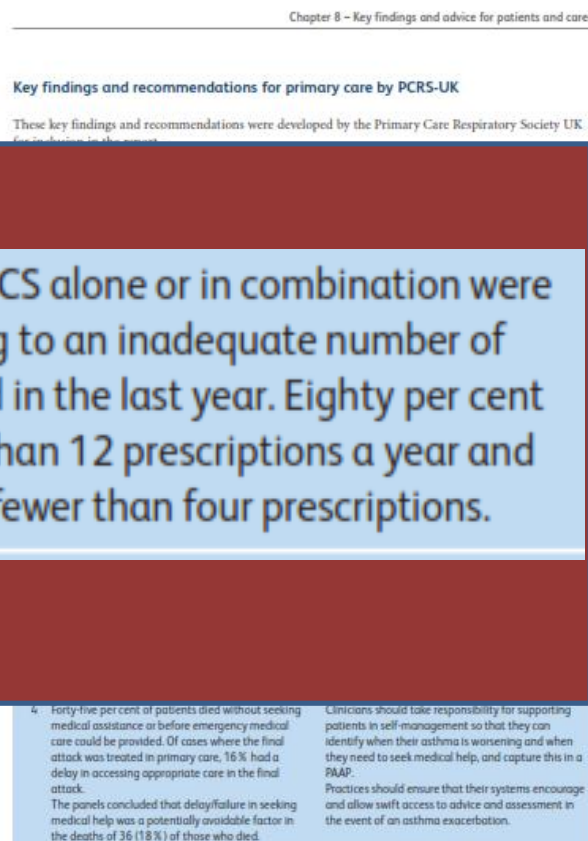 Chapter 8 – Key findings and advice for patients and care
Key findings and recommendations for primary care by PCRS-UK
These key findings and recommendations were developed by the Primary Care Respiratory Society UK
for inclusion in the report
CS alone or in combination were
g to an inadequate number of
in the last year. Eighty per cent
han 12 prescriptions a year and
fewer than four prescriptions.
4 Forty-five per cent of patients died without seeking
medical assistance or before emergency medical
care could be provided. Of cases where the final
attack was treated in primary care, 16% had a
delay in accessing appropriate care in the final
attack.
The panels concluded that delay/failure in seeking
medical help was a potentially avoidable factor in
the deaths of 36 (18%) of those who died.
Clinicians should take responsibility for supporting
patients in self-management so that they can
identify when their asthma is worsening and when
they need to seek medical help, and capture this in a
PAAP.
Practices should ensure that their systems encourage
and allow swift access to advice and assessment in
the event of an asthma exacerbation.